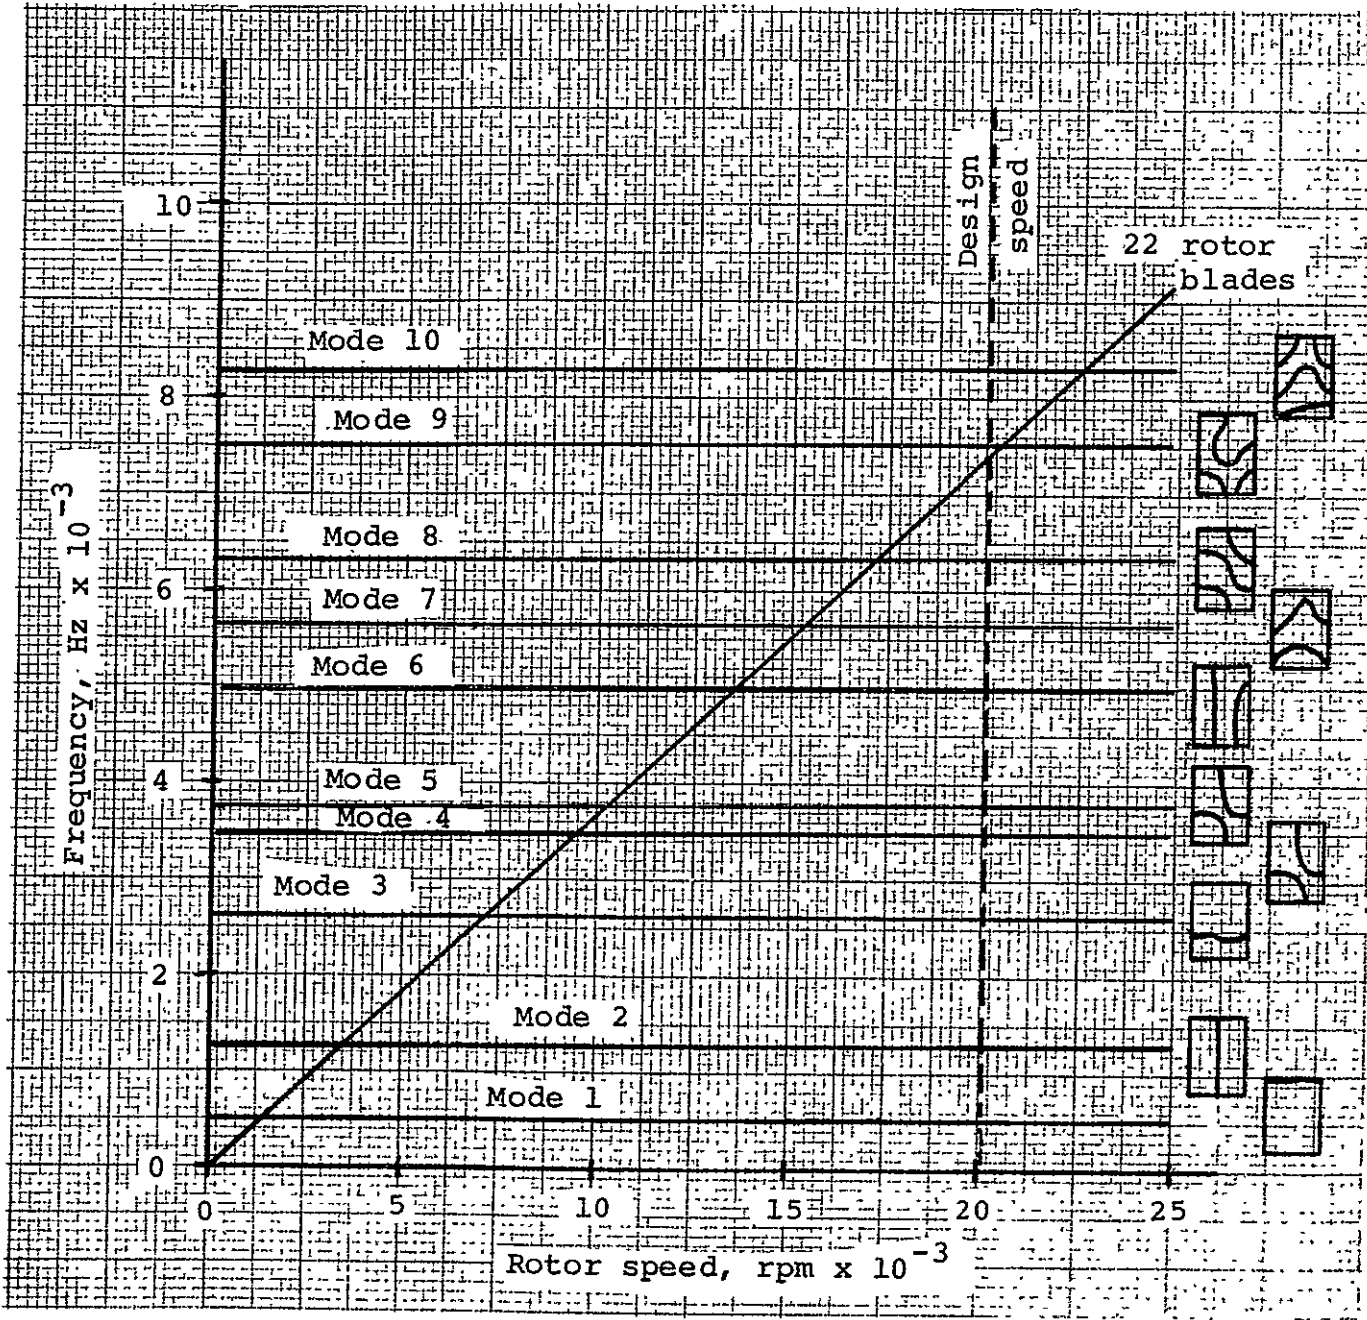 Design
speed
10
22 rotor
blades
Mode 10
8
Mode 9
Mode 8
6
Mode 7
Mode 6
4
Mode 5
Mode 4
Mode 3
2
Mode 2
Mode 1
0
Frequency, Hz x 10⁻³
0 5 10 15 20 25
Rotor speed, rpm x 10⁻³